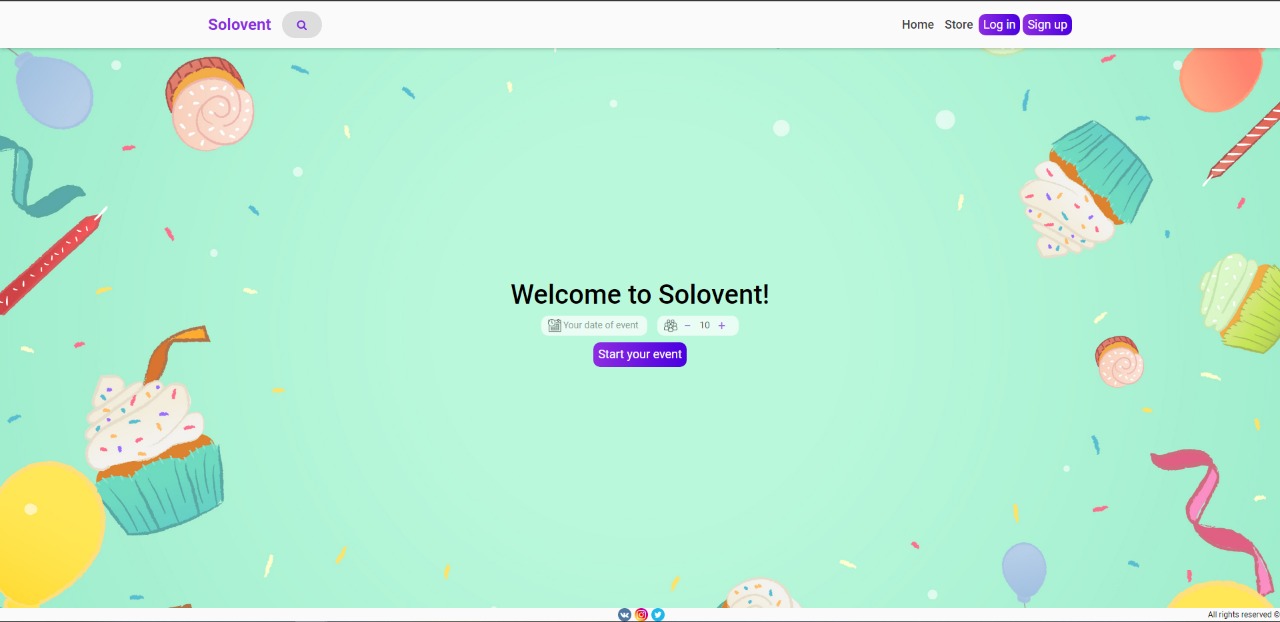 Solovent
Home Store Log in Sign up
Welcome to Solovent!
Your date of event − 10 +
Start your event
All rights reserved ©